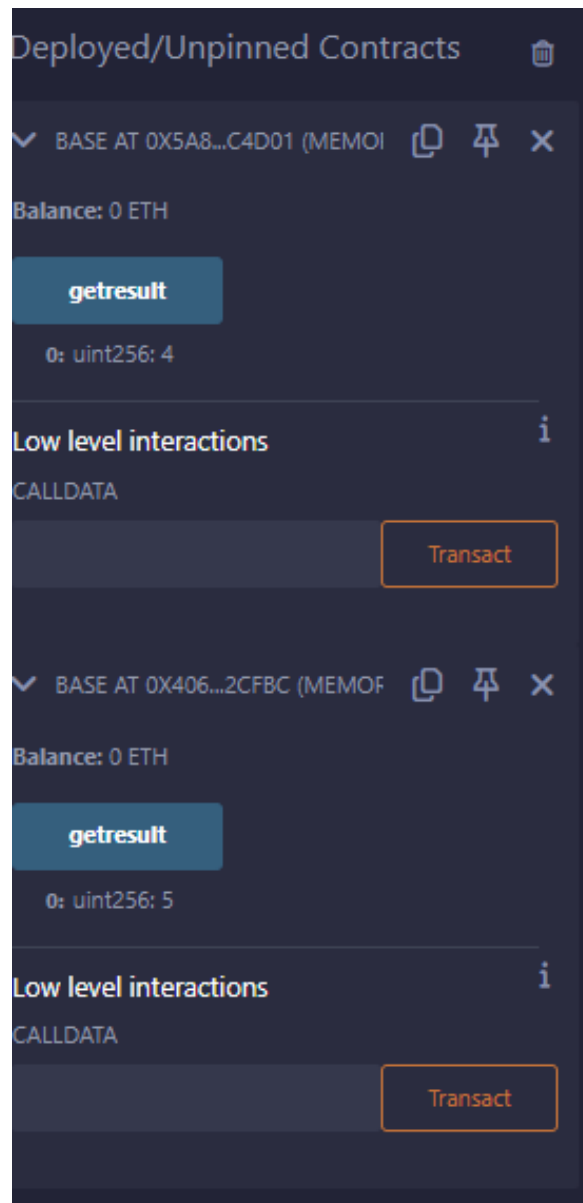 Deployed/Unpinned Contracts
BASE AT 0X5A8...C4D01 (MEMOI
Balance: 0 ETH
getresult
0: uint256: 4
Low level interactions
i
CALLDATA
Transact
BASE AT 0X406...2CFBC (MEMOF
Balance: 0 ETH
getresult
0: uint256: 5
Low level interactions
i
CALLDATA
Transact